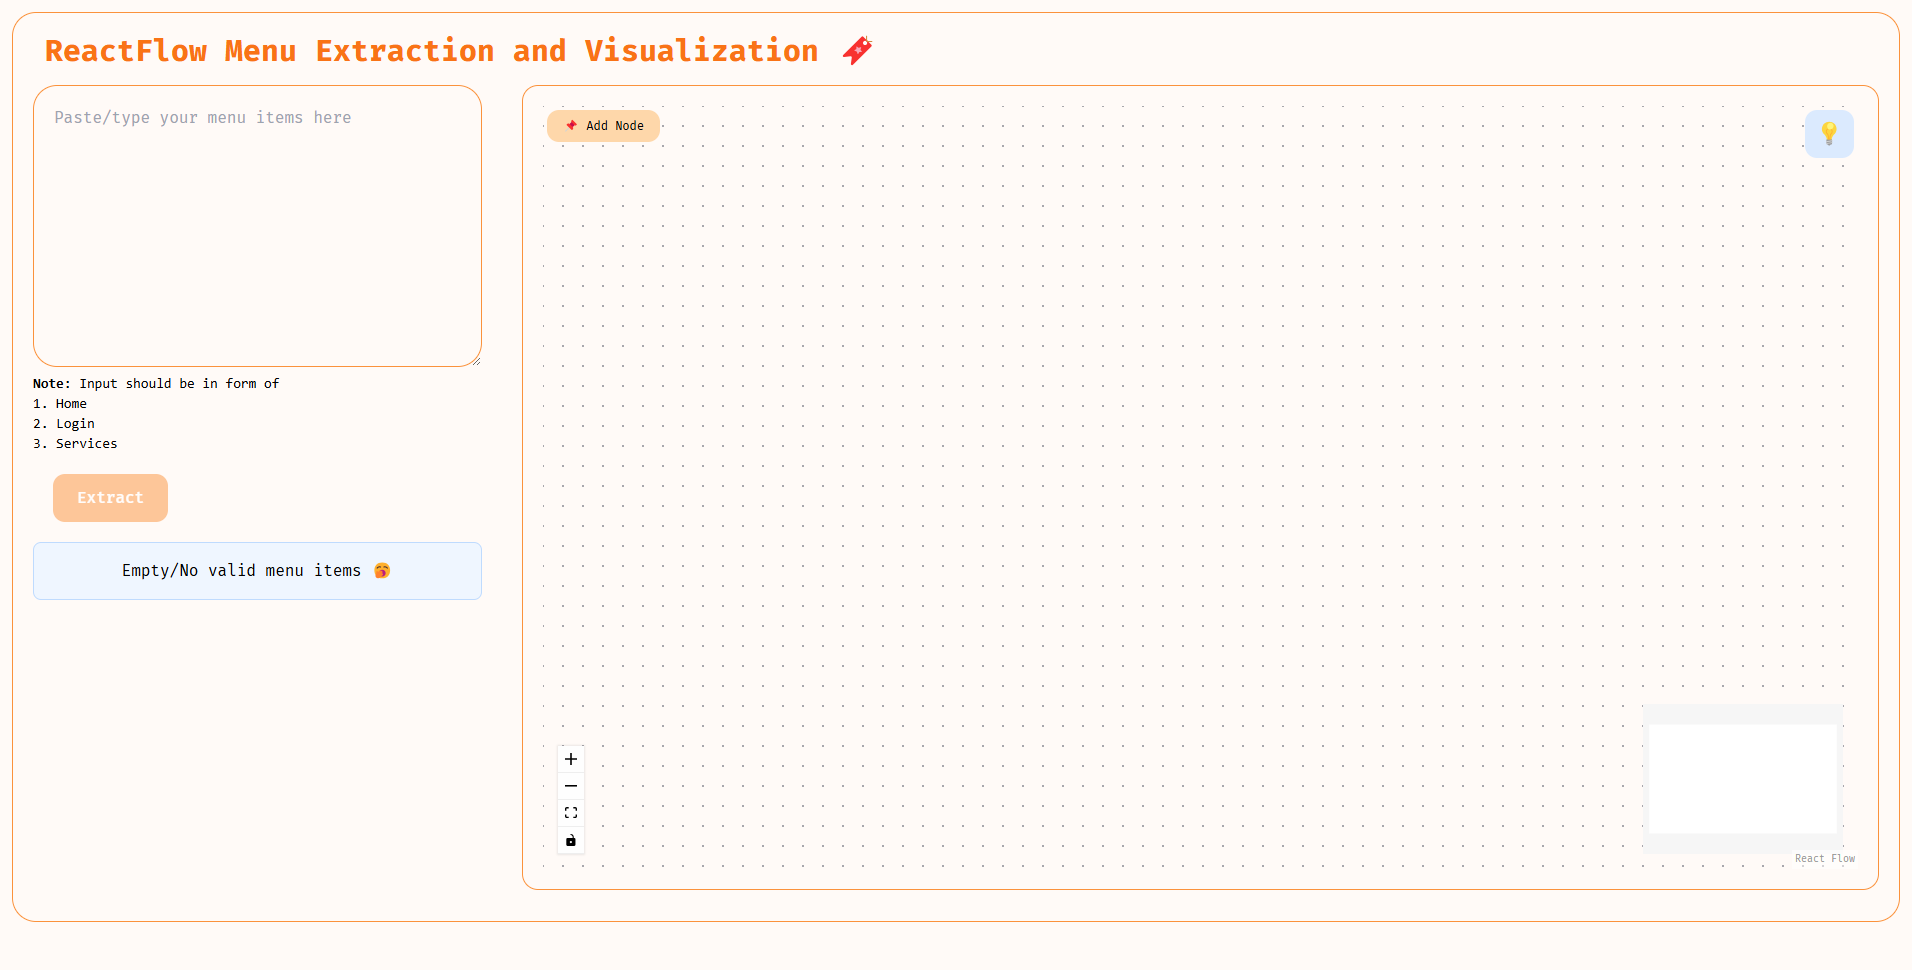 ReactFlow Menu Extraction and Visualization
Paste/type your menu items here
Note: Input should be in form of
1. Home
2. Login
3. Services
Extract
Empty/No valid menu items
Add Node
React Flow